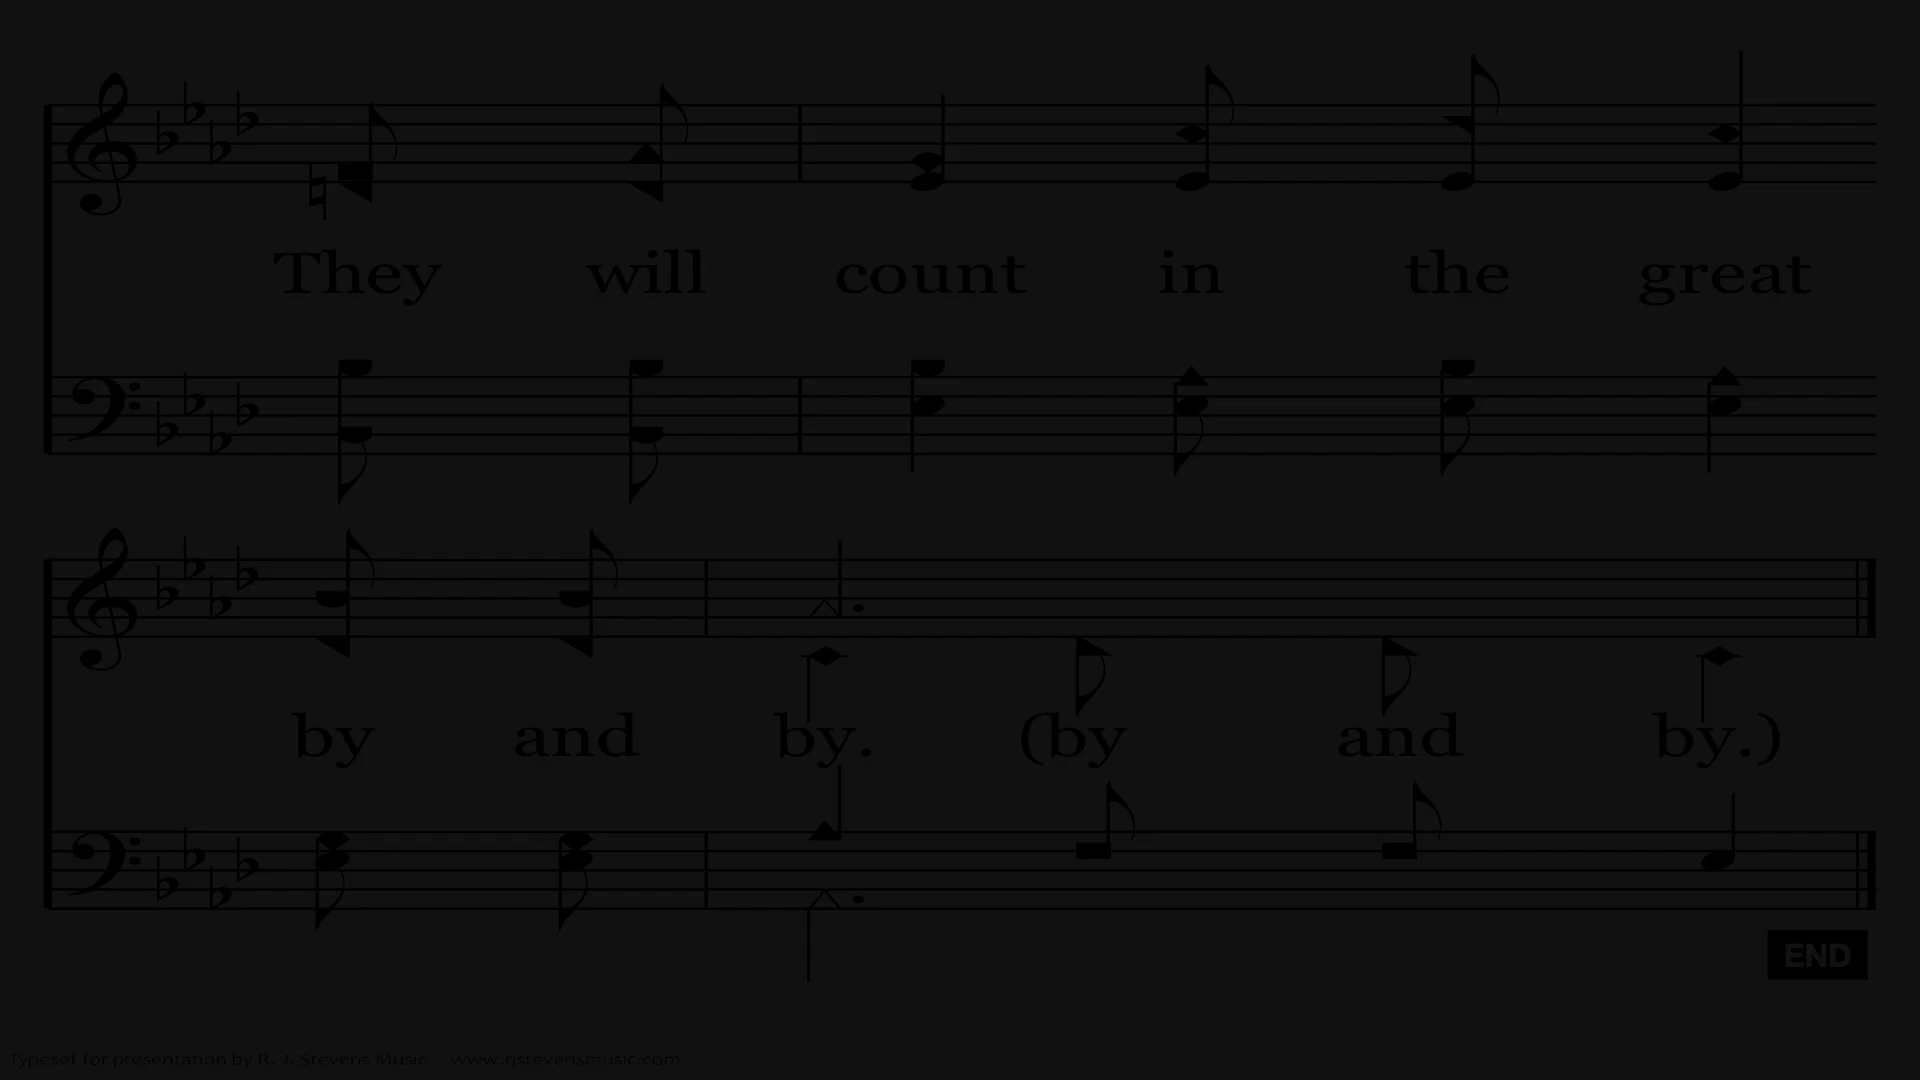 They will count in the great
by and by. (by and by.)
END
Typeset for presentation by R. J. Stevens Music www.rjstevensmusic.com